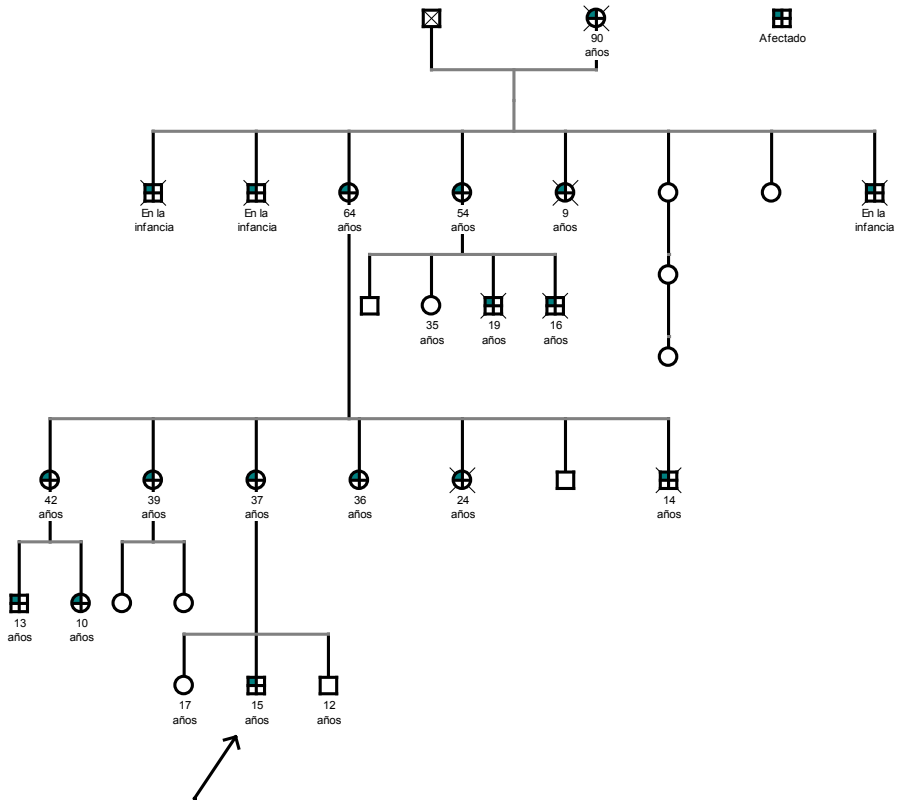 90
años
Afectado
En la
infancia
En la
infancia
64
años
54
años
9
años
En la
infancia
35
años
19
años
16
años
42
años
39
años
37
años
36
años
24
años
14
años
13
años
10
años
17
años
15
años
12
años